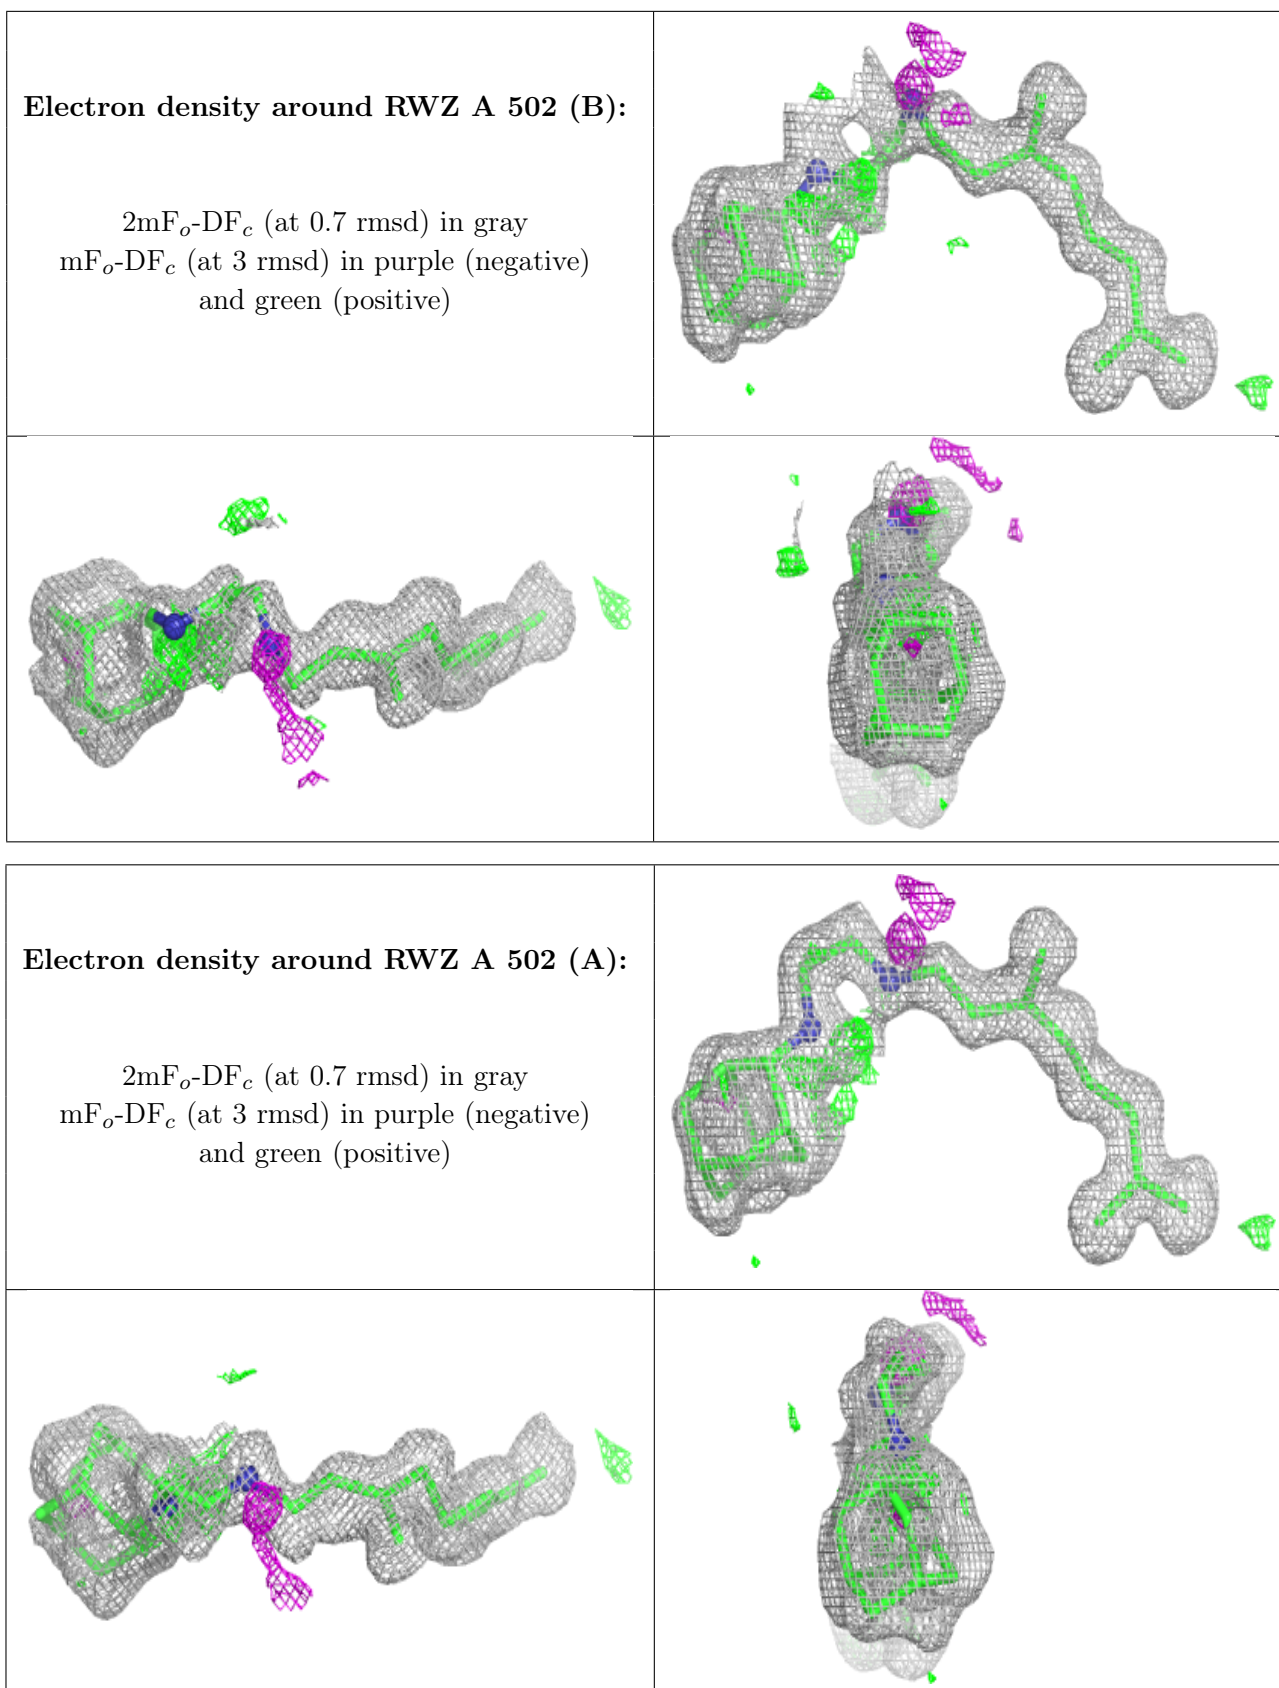 Electron density around RWZ A 502 (B):
2mFo-DFc (at 0.7 rmsd) in gray
mFo-DFc (at 3 rmsd) in purple (negative)
and green (positive)
Electron density around RWZ A 502 (A):
2mFo-DFc (at 0.7 rmsd) in gray
mFo-DFc (at 3 rmsd) in purple (negative)
and green (positive)